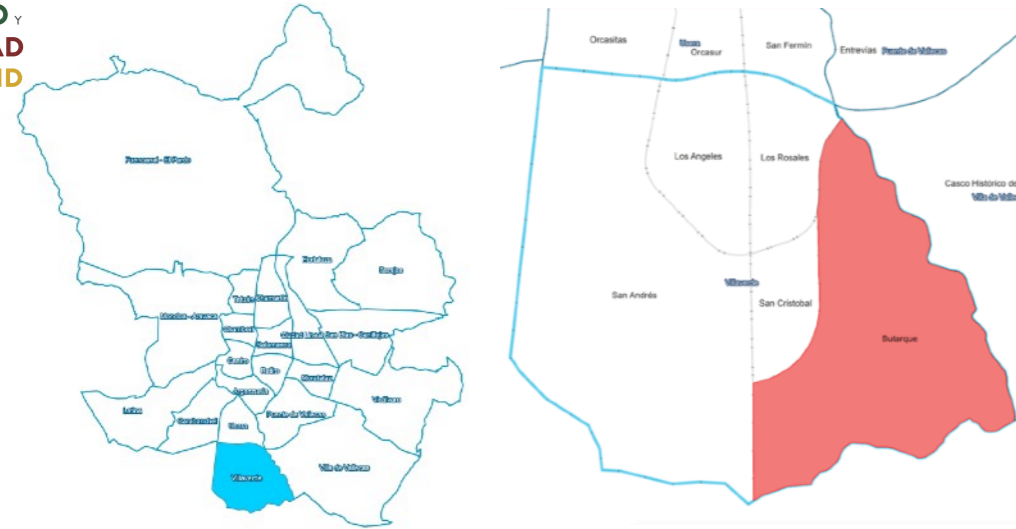 O Y
AD
ID
Fuencarral - El Pardo
Hortaleza
Barajas
Tetuán
Chamartín
Moncloa - Aravaca
Chamberí
Ciudad Lineal
San Blas - Canillejas
Salamanca
Centro
Retiro
Moratalaz
Arganzuela
Vicálvaro
Latina
Carabanchel
Usera
Puente de Vallecas
Villaverde
Villa de Vallecas
Orcasitas
Usera
Orcasur
San Fermín
Entrevías
Puente de Vallecas
Los Angeles
Los Rosales
Casco Histórico de
Villa de Valle
Villaverde
San Andrés
San Cristobal
Butarque